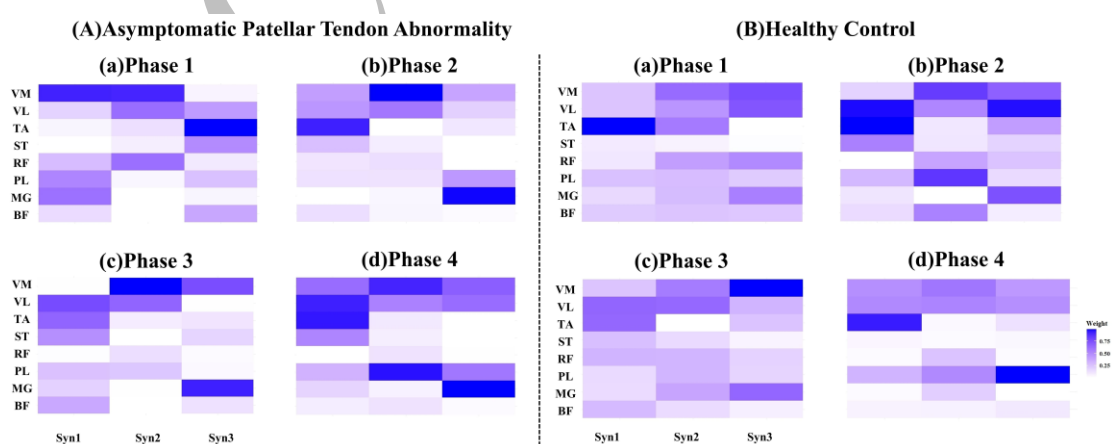 (A)Asymptomatic Patellar Tendon Abnormality
(B)Healthy Control
(a)Phase 1
(b)Phase 2
(a)Phase 1
(b)Phase 2
VM
VL
TA
ST
RF
PL
MG
BF
VM
VL
TA
ST
RF
PL
MG
BF
(c)Phase 3
(d)Phase 4
(c)Phase 3
(d)Phase 4
VM
VL
TA
ST
RF
PL
MG
BF
VM
VL
TA
ST
RF
PL
MG
BF
Weight
0.75
0.50
0.25
Syn1 Syn2 Syn3
Syn1 Syn2 Syn3